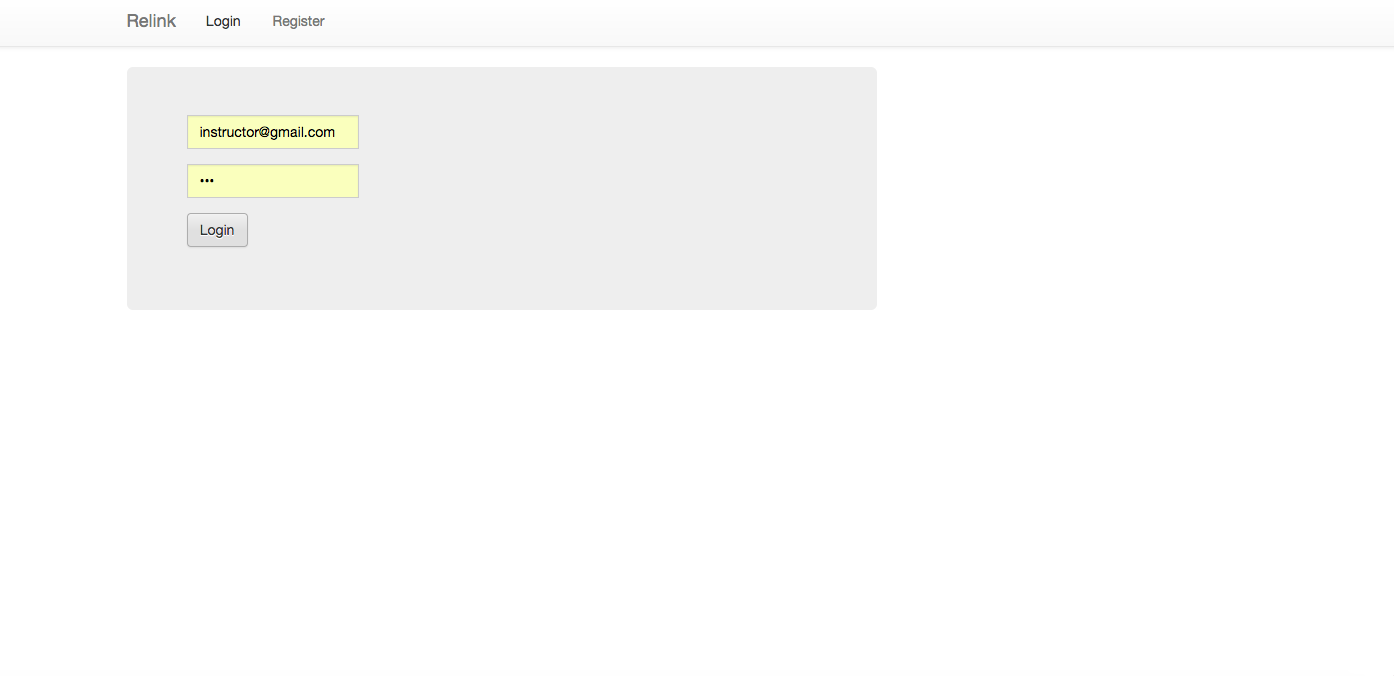 Relink Login Register
instructor@gmail.com
•••
Login